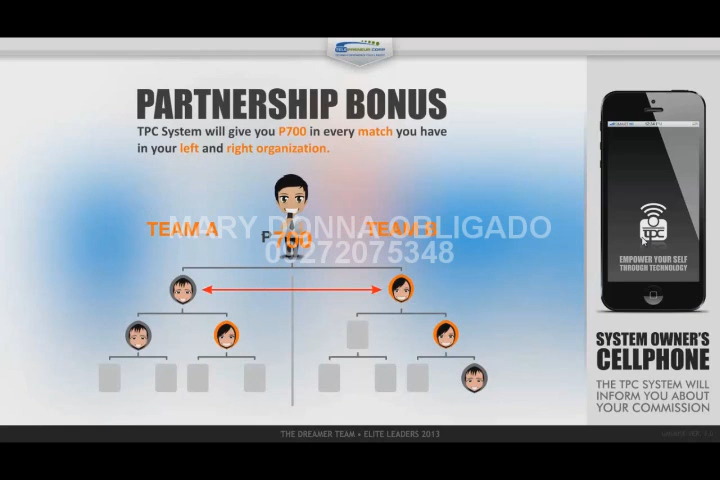 PARTNERSHIP BONUS
TPC System will give you P700 in every match you have
in your left and right organization.
MARY DONNA OBLIGADO
09272075348
TEAM A
P700
TEAM B
tpc
EMPOWER YOUR SELF
THROUGH TECHNOLOGY
SYSTEM OWNER'S
CELLPHONE
THE TPC SYSTEM WILL
INFORM YOU ABOUT
YOUR COMMISSION
THE DREAMER TEAM • ELITE LEADERS 2013